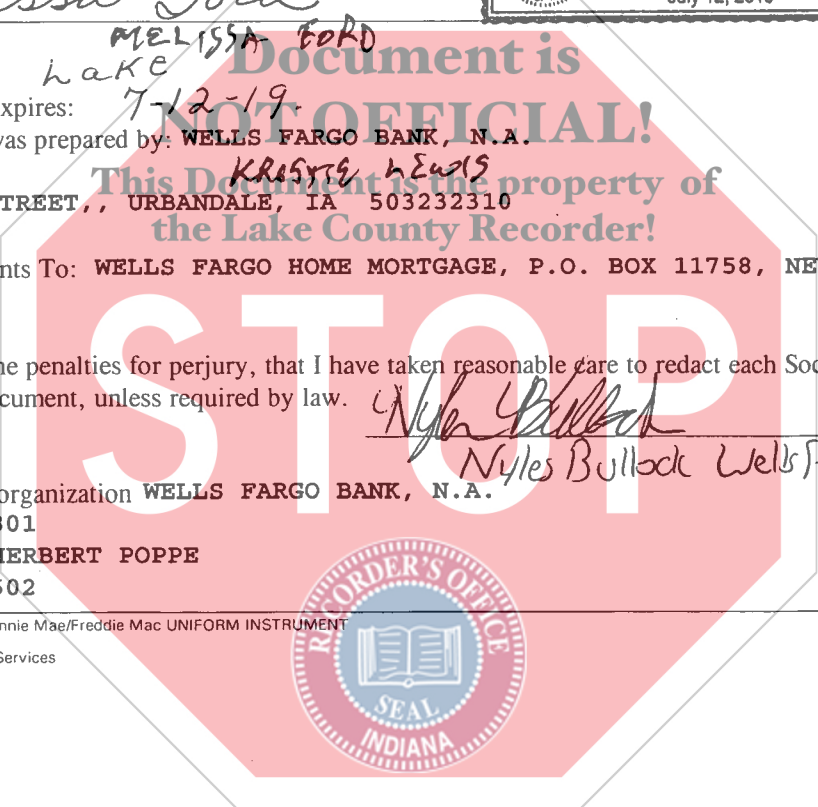 MELISSA FORD
Lake
xpires: 7-12-19.
was prepared by: WELLS FARGO BANK, N.A.
LEWIS
TREET,, URBANDALE, IA 503232310
nts To: WELLS FARGO HOME MORTGAGE, P.O. BOX 11758, NE
he penalties for perjury, that I have taken reasonable care to redact each Soc
ocument, unless required by law.
Nyles Bullock Wells F
organization WELLS FARGO BANK, N.A.
301
HERBERT POPPE
502
nnie Mae/Freddie Mac UNIFORM INSTRUMENT
Services
Document is
NOT OFFICIAL!
This Document is the property of
the Lake County Recorder!
STOP
RECORDER'S OFFICE
SEAL
INDIANA